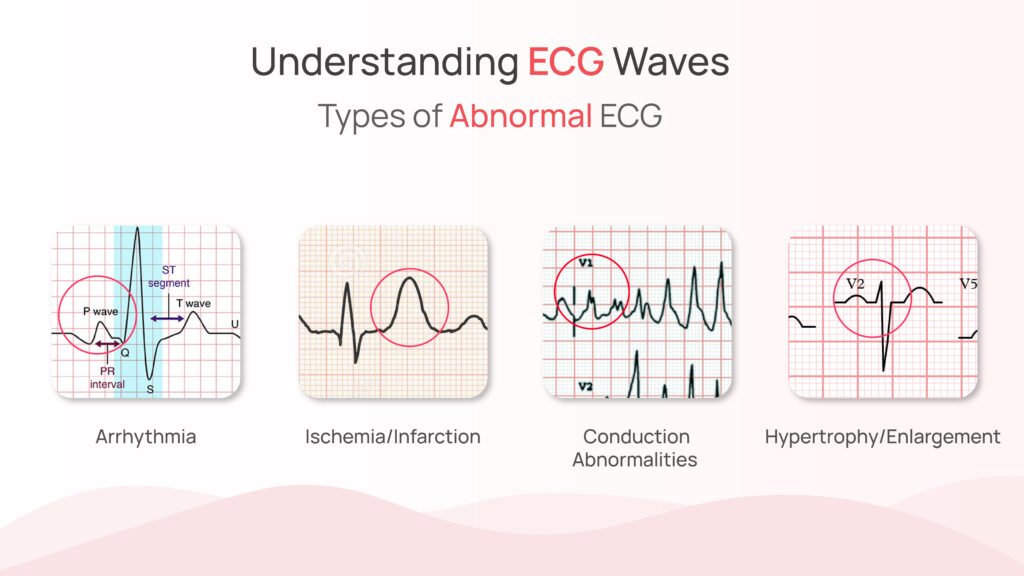 Understanding ECG Waves
Types of Abnormal ECG
ST
segment
P wave
T wave
U
Q
PR
interval
S
Arrhythmia
Ischemia/Infarction
V1
V2
Conduction
Abnormalities
V2
V5
Hypertrophy/Enlargement